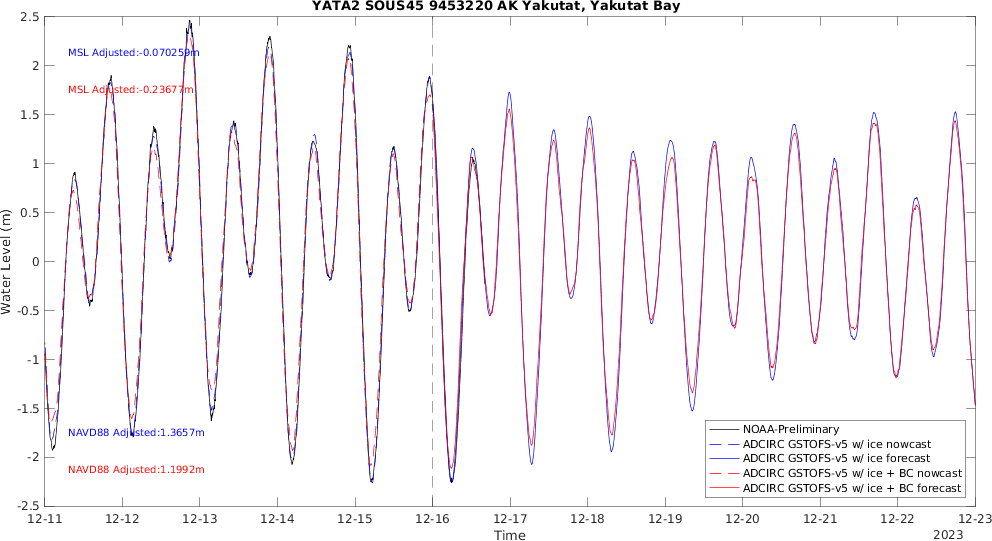 YATA2 SOUS45 9453220 AK Yakutat, Yakutat Bay
2.5
2
1.5
1
0.5
0
-0.5
-1
-1.5
-2
-2.5
Water Level (m)
MSL Adjusted:-0.070259m
MSL Adjusted:-0.23677m
NAVD88 Adjusted:1.3657m
NAVD88 Adjusted:1.1992m
NOAA-Preliminary
ADCIRC GSTOFS-v5 w/ ice nowcast
ADCIRC GSTOFS-v5 w/ ice forecast
ADCIRC GSTOFS-v5 w/ ice + BC nowcast
ADCIRC GSTOFS-v5 w/ ice + BC forecast
12-11 12-12 12-13 12-14 12-15 12-16 12-17 12-18 12-19 12-20 12-21 12-22 12-23
Time
2023